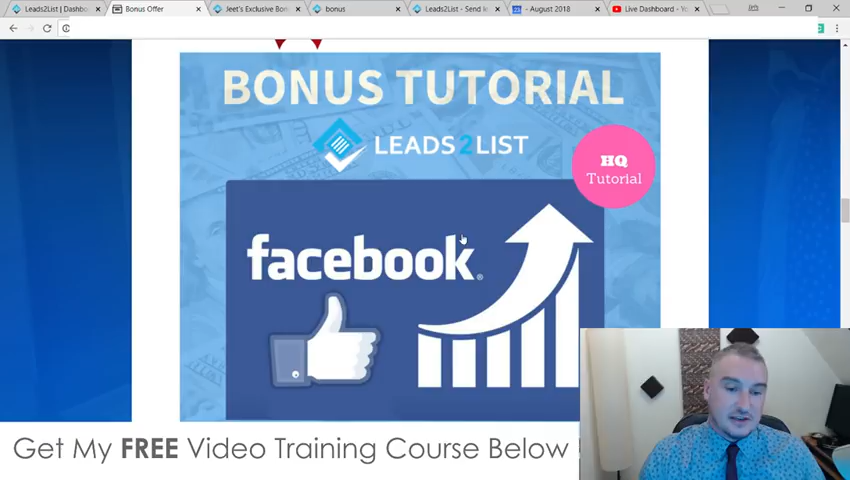 Leads2List | Dashbo
Bonus Offer
Jeet's Exclusive Bon
bonus
Leads2List - Send le
- August 2018
Live Dashboard - Yo
BONUS TUTORIAL
LEADS2LIST
HQ
Tutorial
facebook®
Get My FREE Video Training Course Below !